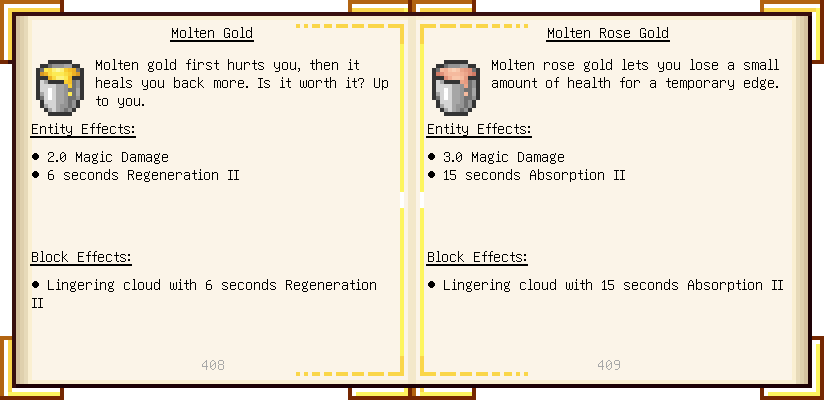 Molten Gold
Molten gold first hurts you, then it
heals you back more. Is it worth it? Up
to you.
Entity Effects:
• 2.0 Magic Damage
• 6 seconds Regeneration II
Block Effects:
• Lingering cloud with 6 seconds Regeneration
II
408
Molten Rose Gold
Molten rose gold lets you lose a small
amount of health for a temporary edge.
Entity Effects:
• 3.0 Magic Damage
• 15 seconds Absorption II
Block Effects:
• Lingering cloud with 15 seconds Absorption II
409